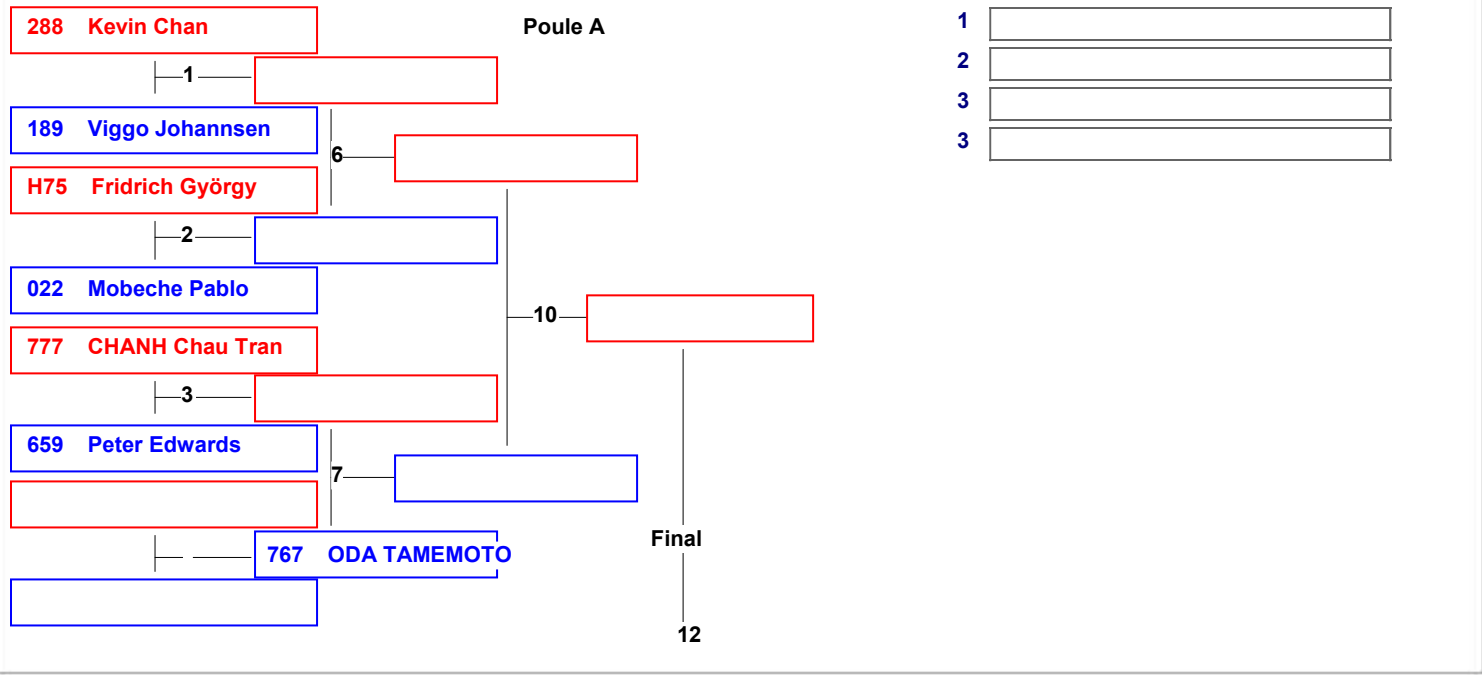 288 Kevin Chan
Poule A
1
1
189 Viggo Johannsen
6
H75 Fridrich György
2
022 Mobeche Pablo
10
777 CHANH Chau Tran
3
659 Peter Edwards
7
767 ODA TAMEMOTO
Final
12
1
2
3
3